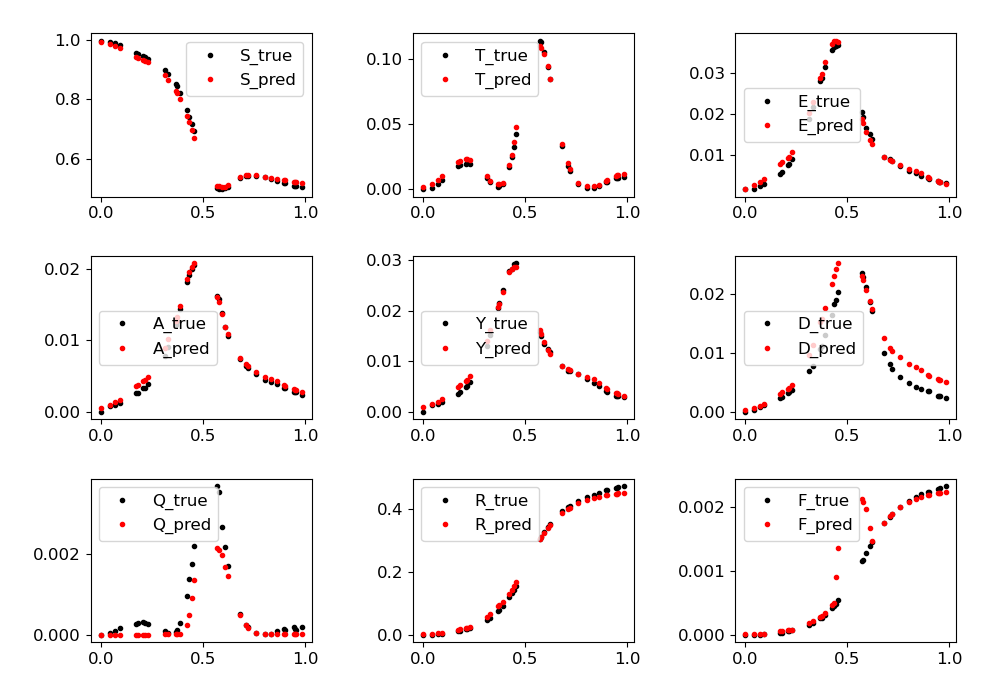 1.0
0.8
0.6
S_true
S_pred
0.0 0.5 1.0
0.10
0.05
0.00
T_true
T_pred
0.0 0.5 1.0
0.03
0.02
0.01
E_true
E_pred
0.0 0.5 1.0
0.02
0.01
0.00
A_true
A_pred
0.0 0.5 1.0
0.03
0.02
0.01
0.00
Y_true
Y_pred
0.0 0.5 1.0
0.02
0.01
0.00
D_true
D_pred
0.0 0.5 1.0
0.002
0.000
Q_true
Q_pred
0.0 0.5 1.0
0.4
0.2
0.0
R_true
R_pred
0.0 0.5 1.0
0.002
0.001
0.000
F_true
F_pred
0.0 0.5 1.0